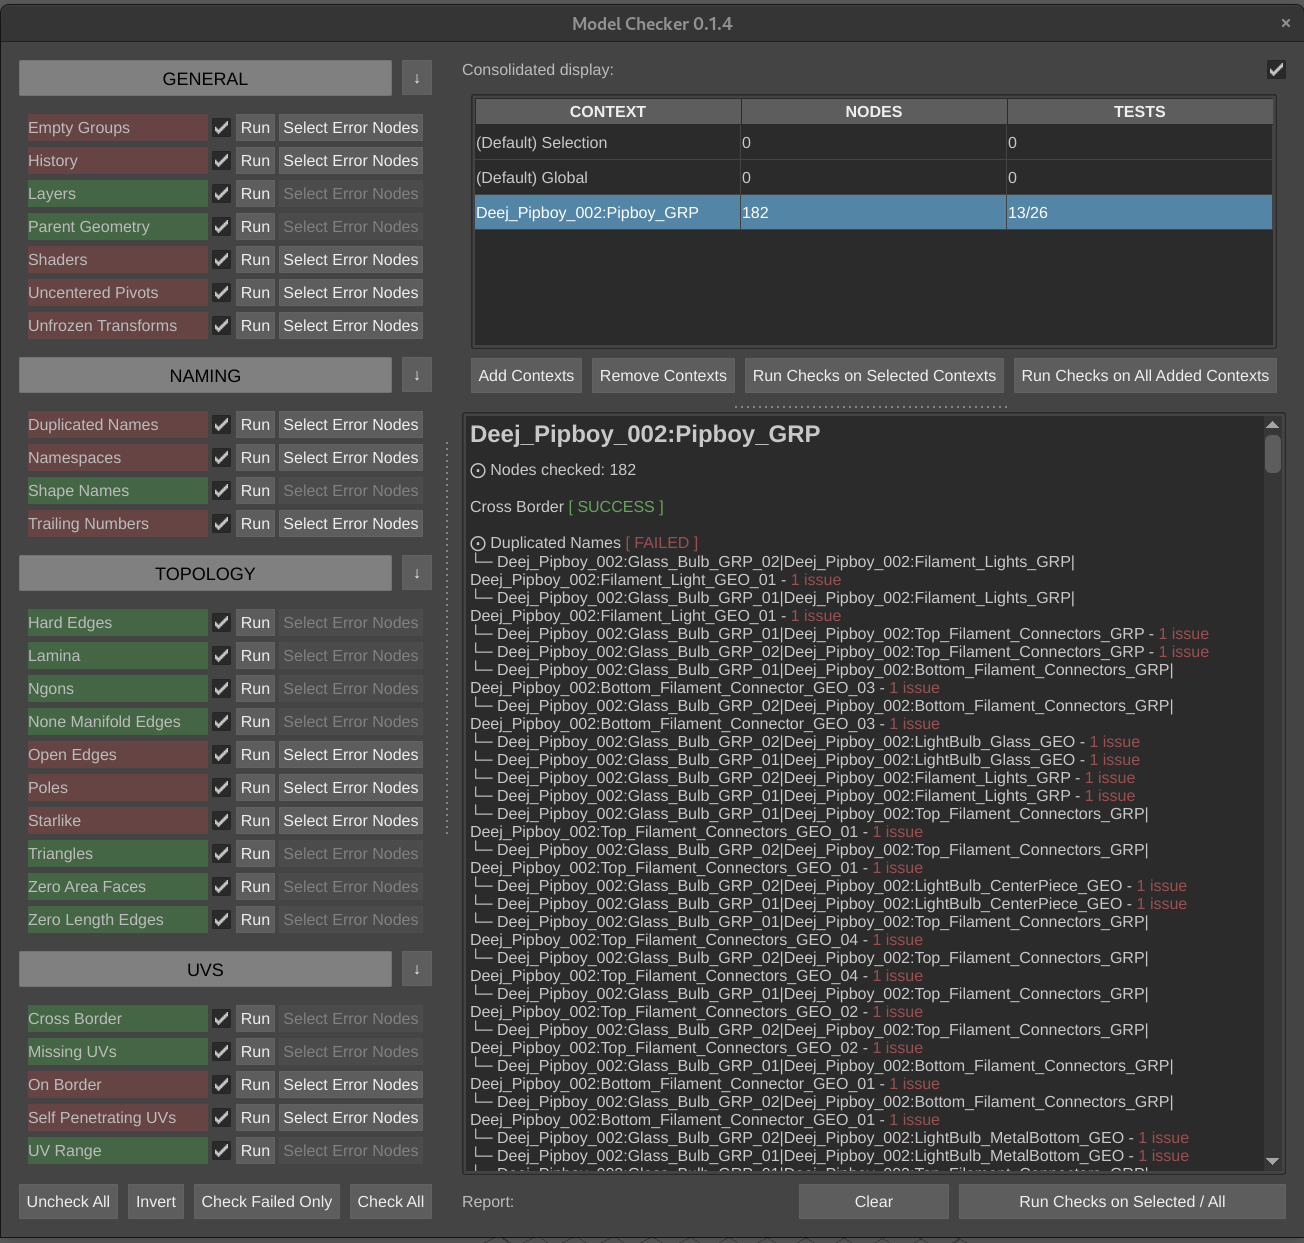 Model Checker 0.1.4
GENERAL
Empty Groups Run Select Error Nodes
History Run Select Error Nodes
Layers Run Select Error Nodes
Parent Geometry Run Select Error Nodes
Shaders Run Select Error Nodes
Uncentered Pivots Run Select Error Nodes
Unfrozen Transforms Run Select Error Nodes
NAMING
Duplicated Names Run Select Error Nodes
Namespaces Run Select Error Nodes
Shape Names Run Select Error Nodes
Trailing Numbers Run Select Error Nodes
TOPOLOGY
Hard Edges Run Select Error Nodes
Lamina Run Select Error Nodes
Ngons Run Select Error Nodes
None Manifold Edges Run Select Error Nodes
Open Edges Run Select Error Nodes
Poles Run Select Error Nodes
Starlike Run Select Error Nodes
Triangles Run Select Error Nodes
Zero Area Faces Run Select Error Nodes
Zero Length Edges Run Select Error Nodes
UVS
Cross Border Run Select Error Nodes
Missing UVs Run Select Error Nodes
On Border Run Select Error Nodes
Self Penetrating UVs Run Select Error Nodes
UV Range Run Select Error Nodes
Uncheck All Invert Check Failed Only Check All
Consolidated display:
CONTEXT NODES TESTS
(Default) Selection 0 0
(Default) Global 0 0
Deej_Pipboy_002:Pipboy_GRP 182 13/26
Add Contexts Remove Contexts Run Checks on Selected Contexts Run Checks on All Added Contexts
Deej_Pipboy_002:Pipboy_GRP
⨀ Nodes checked: 182
Cross Border [ SUCCESS ]
⨀ Duplicated Names [ FAILED ]
└─ Deej_Pipboy_002:Glass_Bulb_GRP_02|Deej_Pipboy_002:Filament_Lights_GRP|
Deej_Pipboy_002:Filament_Light_GEO_01 - 1 issue
└─ Deej_Pipboy_002:Glass_Bulb_GRP_01|Deej_Pipboy_002:Filament_Lights_GRP|
Deej_Pipboy_002:Filament_Light_GEO_01 - 1 issue
└─ Deej_Pipboy_002:Glass_Bulb_GRP_01|Deej_Pipboy_002:Top_Filament_Connectors_GRP - 1 issue
└─ Deej_Pipboy_002:Glass_Bulb_GRP_02|Deej_Pipboy_002:Top_Filament_Connectors_GRP - 1 issue
└─ Deej_Pipboy_002:Glass_Bulb_GRP_01|Deej_Pipboy_002:Bottom_Filament_Connectors_GRP|
Deej_Pipboy_002:Bottom_Filament_Connector_GEO_03 - 1 issue
└─ Deej_Pipboy_002:Glass_Bulb_GRP_02|Deej_Pipboy_002:Bottom_Filament_Connectors_GRP|
Deej_Pipboy_002:Bottom_Filament_Connector_GEO_03 - 1 issue
└─ Deej_Pipboy_002:Glass_Bulb_GRP_02|Deej_Pipboy_002:LightBulb_Glass_GEO - 1 issue
└─ Deej_Pipboy_002:Glass_Bulb_GRP_01|Deej_Pipboy_002:LightBulb_Glass_GEO - 1 issue
└─ Deej_Pipboy_002:Glass_Bulb_GRP_02|Deej_Pipboy_002:Filament_Lights_GRP - 1 issue
└─ Deej_Pipboy_002:Glass_Bulb_GRP_01|Deej_Pipboy_002:Filament_Lights_GRP - 1 issue
└─ Deej_Pipboy_002:Glass_Bulb_GRP_01|Deej_Pipboy_002:Top_Filament_Connectors_GRP|
Deej_Pipboy_002:Top_Filament_Connectors_GEO_01 - 1 issue
└─ Deej_Pipboy_002:Glass_Bulb_GRP_02|Deej_Pipboy_002:Top_Filament_Connectors_GRP|
Deej_Pipboy_002:Top_Filament_Connectors_GEO_01 - 1 issue
└─ Deej_Pipboy_002:Glass_Bulb_GRP_02|Deej_Pipboy_002:LightBulb_CenterPiece_GEO - 1 issue
└─ Deej_Pipboy_002:Glass_Bulb_GRP_01|Deej_Pipboy_002:LightBulb_CenterPiece_GEO - 1 issue
└─ Deej_Pipboy_002:Glass_Bulb_GRP_01|Deej_Pipboy_002:Top_Filament_Connectors_GRP|
Deej_Pipboy_002:Top_Filament_Connectors_GEO_04 - 1 issue
└─ Deej_Pipboy_002:Glass_Bulb_GRP_02|Deej_Pipboy_002:Top_Filament_Connectors_GRP|
Deej_Pipboy_002:Top_Filament_Connectors_GEO_04 - 1 issue
└─ Deej_Pipboy_002:Glass_Bulb_GRP_01|Deej_Pipboy_002:Top_Filament_Connectors_GRP|
Deej_Pipboy_002:Top_Filament_Connectors_GEO_02 - 1 issue
└─ Deej_Pipboy_002:Glass_Bulb_GRP_02|Deej_Pipboy_002:Top_Filament_Connectors_GRP|
Deej_Pipboy_002:Top_Filament_Connectors_GEO_02 - 1 issue
└─ Deej_Pipboy_002:Glass_Bulb_GRP_01|Deej_Pipboy_002:Bottom_Filament_Connectors_GRP|
Deej_Pipboy_002:Bottom_Filament_Connector_GEO_01 - 1 issue
└─ Deej_Pipboy_002:Glass_Bulb_GRP_02|Deej_Pipboy_002:Bottom_Filament_Connectors_GRP|
Deej_Pipboy_002:Bottom_Filament_Connector_GEO_01 - 1 issue
└─ Deej_Pipboy_002:Glass_Bulb_GRP_02|Deej_Pipboy_002:LightBulb_MetalBottom_GEO - 1 issue
└─ Deej_Pipboy_002:Glass_Bulb_GRP_01|Deej_Pipboy_002:LightBulb_MetalBottom_GEO - 1 issue
Report: Clear Run Checks on Selected / All